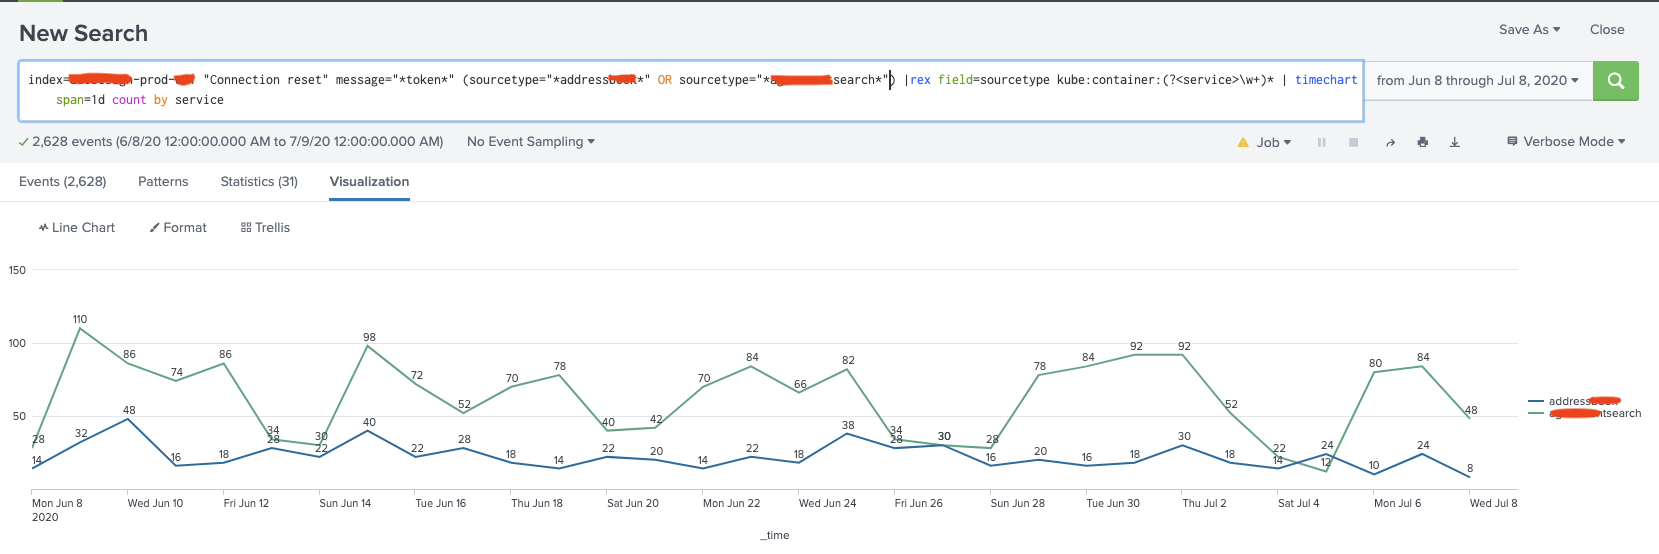 New Search
Save As
Close
index= -prod- "Connection reset" message="*token*" (sourcetype="*address *" OR sourcetype="*a search*") |rex field=sourcetype kube:container:(?<service>\w+)* | timechart
span=1d count by service
from Jun 8 through Jul 8, 2020
2,628 events (6/8/20 12:00:00.000 AM to 7/9/20 12:00:00.000 AM)
No Event Sampling
Job
Verbose Mode
Events (2,628)
Patterns
Statistics (31)
Visualization
Line Chart
Format
Trellis
150
100
50
28 110 86 74 86 34 30 98 72 52 70 78 40 42 70 84 66 82 34 30 28 78 84 92 92 52 22 12 80 84 48
14 32 48 16 18 28 22 40 22 28 18 14 22 20 14 22 18 38 28 30 16 20 16 18 30 18 14 24 10 24 8
address
tsearch
Mon Jun 8
2020
Wed Jun 10
Fri Jun 12
Sun Jun 14
Tue Jun 16
Thu Jun 18
Sat Jun 20
Mon Jun 22
Wed Jun 24
Fri Jun 26
Sun Jun 28
Tue Jun 30
Thu Jul 2
Sat Jul 4
Mon Jul 6
Wed Jul 8
_time